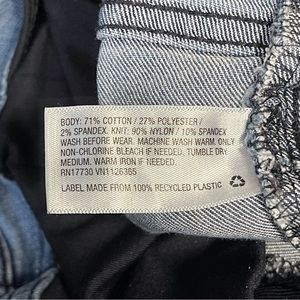 BODY: 71% COTTON / 27% POLYESTER /
2% SPANDEX. KNIT: 90% NYLON / 10% SPANDEX
WASH BEFORE WEAR. MACHINE WASH WARM. ONLY
NON-CHLORINE BLEACH IF NEEDED. TUMBLE DRY
MEDIUM. WARM IRON IF NEEDED.
RN17730 VN1126365
LABEL MADE FROM 100% RECYCLED PLASTIC